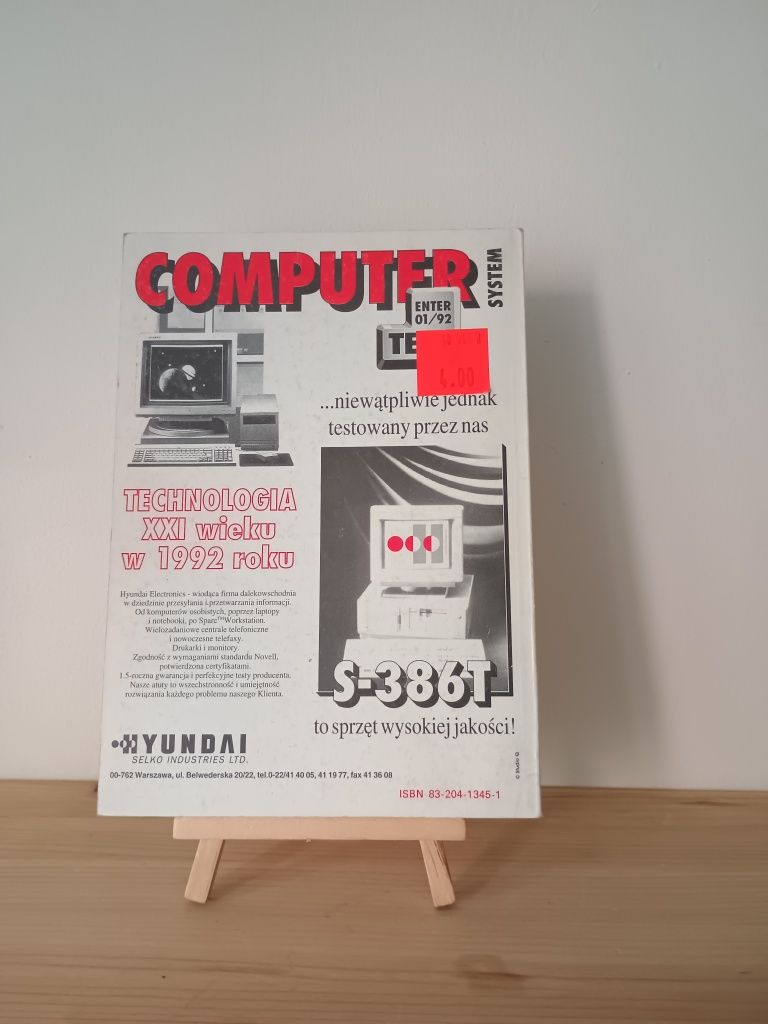 COMPUTER
SYSTEM
ENTER
01/92
TE
4.00
...niewątpliwie jednak
testowany przez nas
TECHNOLOGIA
XXI wieku
w 1992 roku
Hyundai Electronics - wiodąca firma dalekowschodnia
w dziedzinie przesyłania i przetwarzania informacji.
Od komputerów osobistych, poprzez laptopy
i notebooki, po Sparc™Workstation.
Wielozadaniowe centrale telefoniczne
i nowoczesne telefaxy.
Drukarki i monitory.
Zgodność z wymaganiami standardu Novell,
potwierdzona certyfikatami.
1.5-roczna gwarancja i perfekcyjne testy producenta.
Nasze atuty to wszechstronność i umiejętność
rozwiązania każdego problemu naszego Klienta.
S-386T
to sprzęt wysokiej jakości!
HYUNDAI
SELKO INDUSTRIES LTD.
00-762 Warszawa, ul. Belwederska 20/22, tel.0-22/41 40 05, 41 19 77, fax 41 36 08
© Studio Q
ISBN 83-204-1345-1